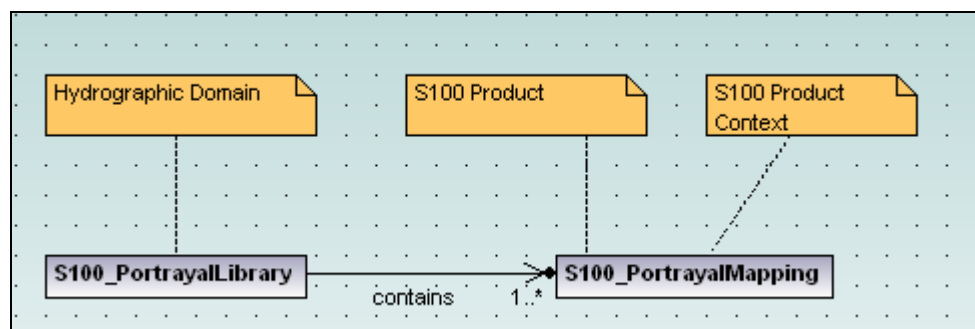 Hydrographic Domain
S100 Product
S100 Product
Context
S100_PortrayalLibrary
S100_PortrayalMapping
contains
1..*